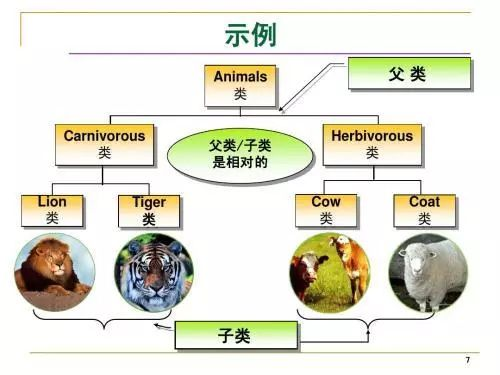 示例
父 类
Animals
类
Carnivorous
类
父类/子类
是相对的
Herbivorous
类
Lion
类
Tiger
类
Cow
类
Coat
类
子类
7